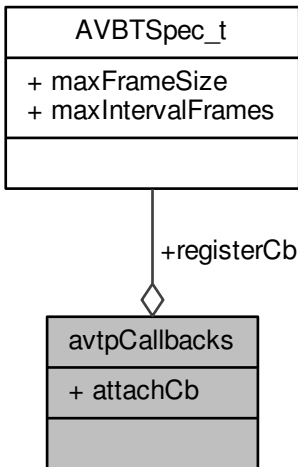 AVBTSpec_t
+ maxFrameSize
+ maxIntervalFrames
+registerCb
avtpCallbacks
+ attachCb